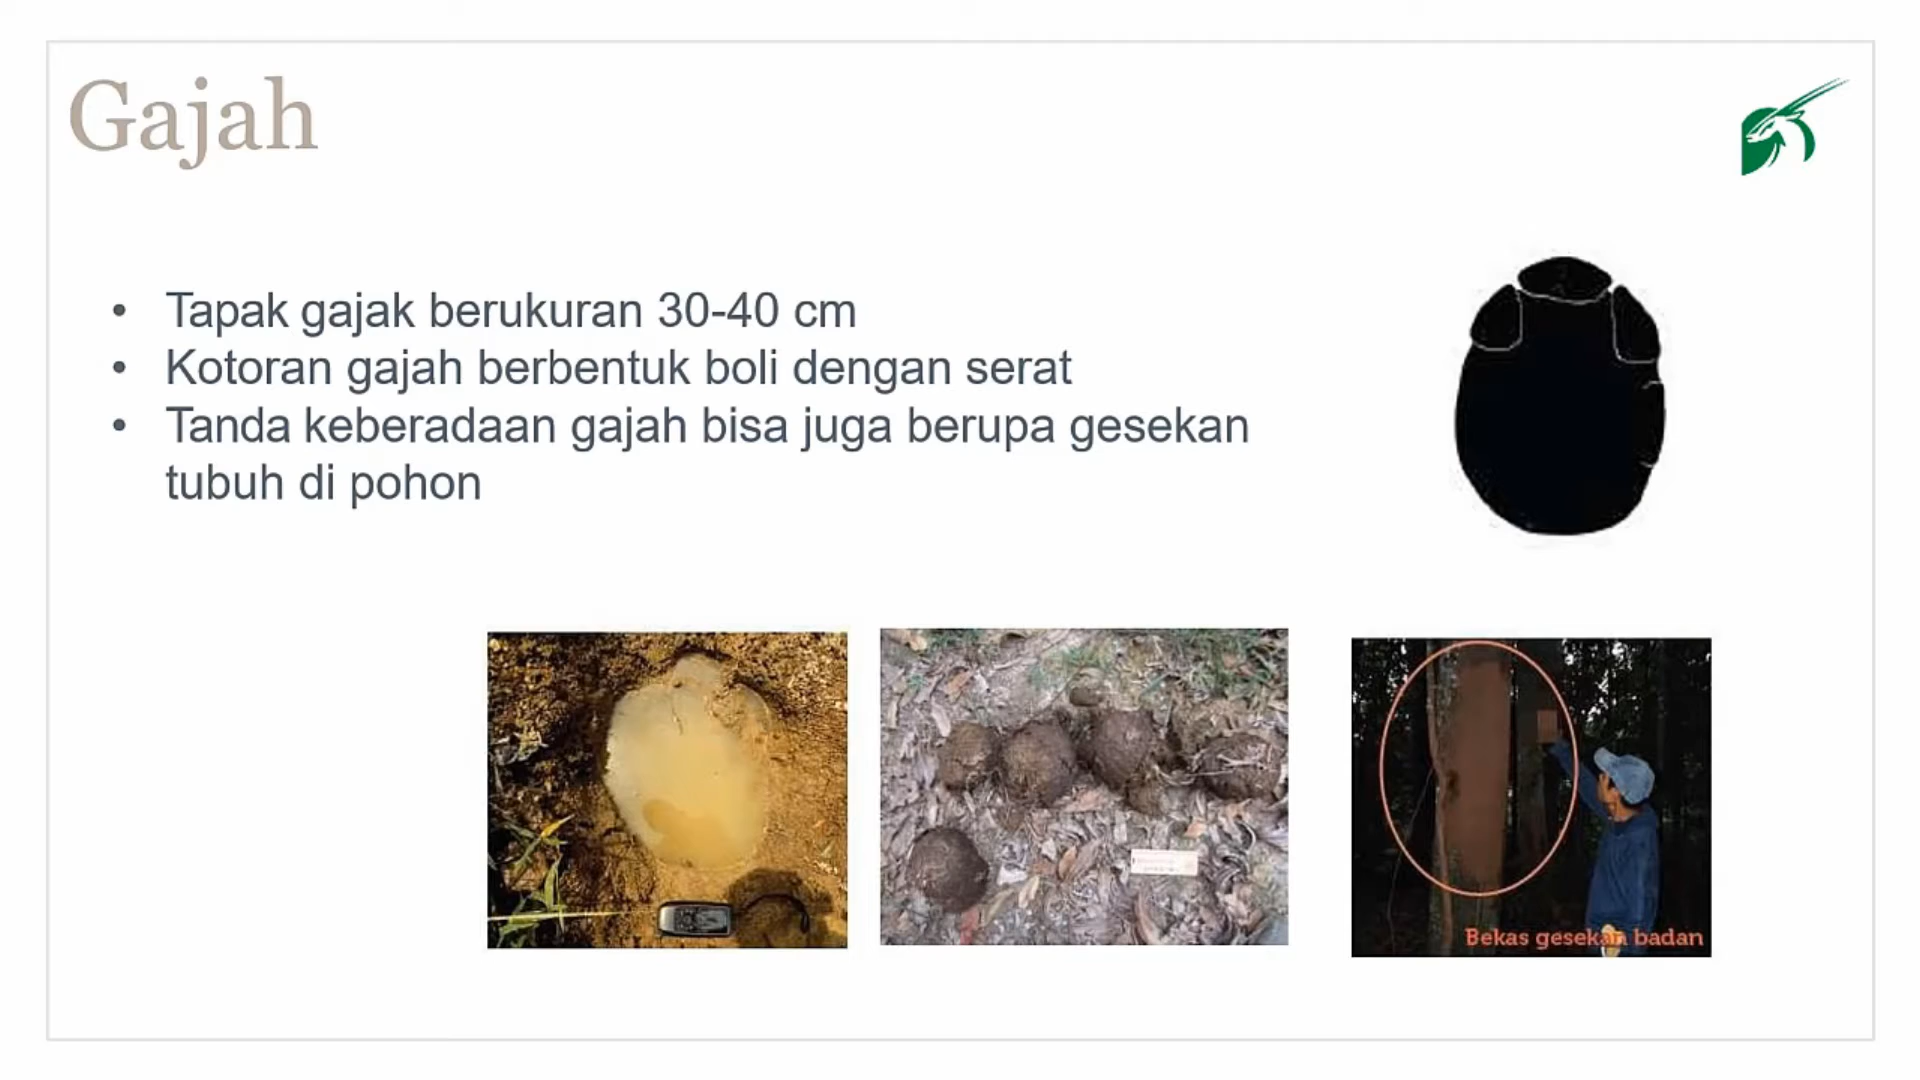 Gajah
• Tapak gajak berukuran 30-40 cm
• Kotoran gajah berbentuk boli dengan serat
• Tanda keberadaan gajah bisa juga berupa gesekan
tubuh di pohon
Bekas gesekan badan